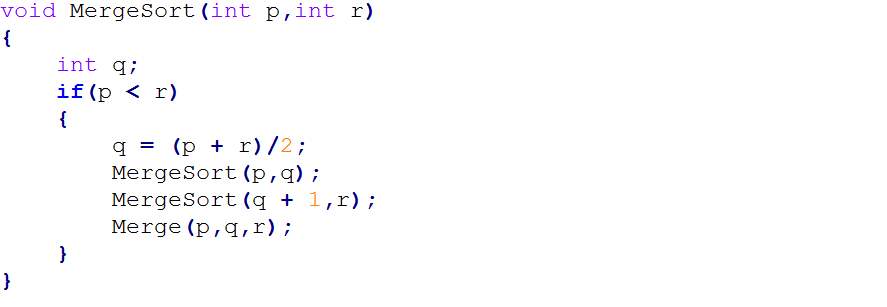 void MergeSort(int p,int r)
{
    int q;
    if(p < r)
    {
        q = (p + r)/2;
        MergeSort(p,q);
        MergeSort(q + 1,r);
        Merge(p,q,r);
    }
}